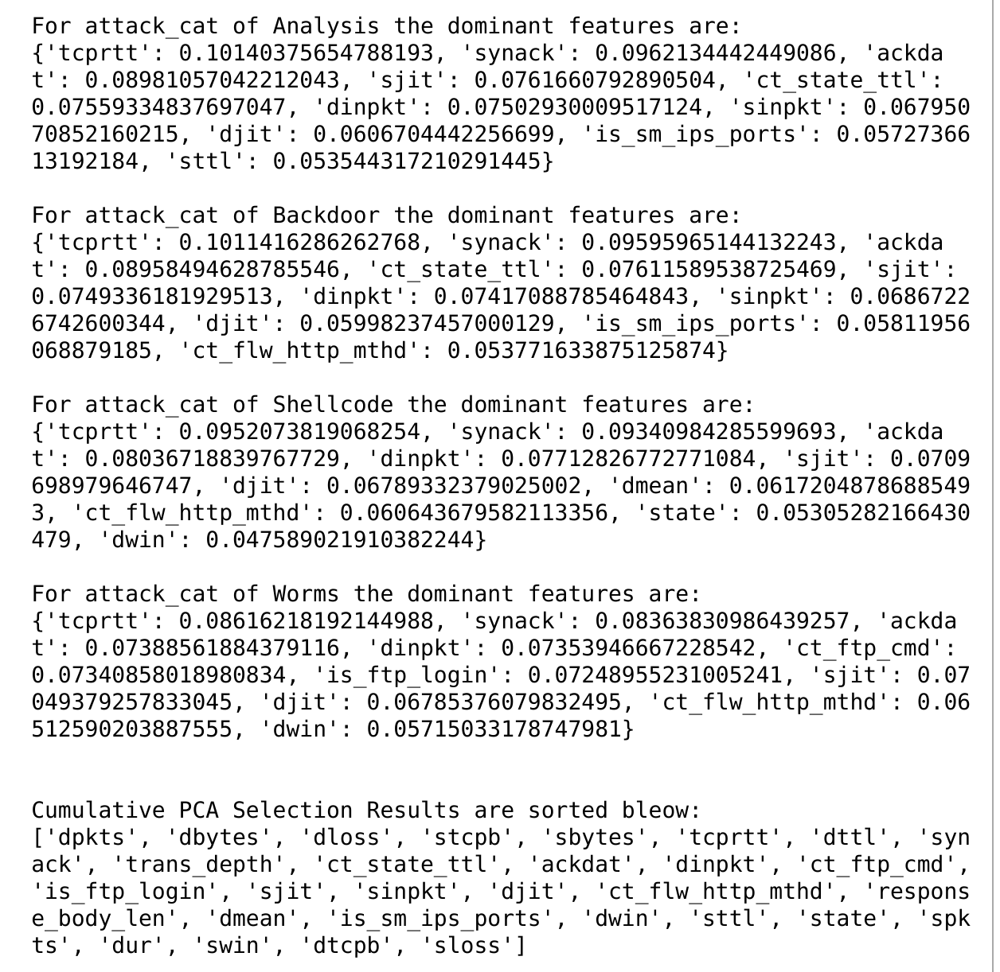 For attack_cat of Analysis the dominant features are:
{'tcprtt': 0.10140375654788193, 'synack': 0.0962134442449086, 'ackda
t': 0.08981057042212043, 'sjit': 0.0761660792890504, 'ct_state_ttl':
0.07559334837697047, 'dinpkt': 0.07502930009517124, 'sinpkt': 0.067950
70852160215, 'djit': 0.0606704442256699, 'is_sm_ips_ports': 0.05727366
13192184, 'sttl': 0.053544317210291445}
For attack_cat of Backdoor the dominant features are:
{'tcprtt': 0.1011416286262768, 'synack': 0.09595965144132243, 'ackda
t': 0.08958494628785546, 'ct_state_ttl': 0.07611589538725469, 'sjit':
0.0749336181929513, 'dinpkt': 0.07417088785464843, 'sinpkt': 0.0686722
6742600344, 'djit': 0.05998237457000129, 'is_sm_ips_ports': 0.05811956
068879185, 'ct_flw_http_mthd': 0.053771633875125874}
For attack_cat of Shellcode the dominant features are:
{'tcprtt': 0.0952073819068254, 'synack': 0.09340984285599693, 'ackda
t': 0.08036718839767729, 'dinpkt': 0.07712826772771084, 'sjit': 0.0709
698979646747, 'djit': 0.06789332379025002, 'dmean': 0.0617204878688549
3, 'ct_flw_http_mthd': 0.060643679582113356, 'state': 0.05305282166430
479, 'dwin': 0.047589021910382244}
For attack_cat of Worms the dominant features are:
{'tcprtt': 0.08616218192144988, 'synack': 0.08363830986439257, 'ackda
t': 0.07388561884379116, 'dinpkt': 0.07353946667228542, 'ct_ftp_cmd':
0.07340858018980834, 'is_ftp_login': 0.07248955231005241, 'sjit': 0.07
049379257833045, 'djit': 0.06785376079832495, 'ct_flw_http_mthd': 0.06
512590203887555, 'dwin': 0.05715033178747981}
Cumulative PCA Selection Results are sorted bleow:
['dpkts', 'dbytes', 'dloss', 'stcpb', 'sbytes', 'tcprtt', 'dttl', 'syn
ack', 'trans_depth', 'ct_state_ttl', 'ackdat', 'dinpkt', 'ct_ftp_cmd',
'is_ftp_login', 'sjit', 'sinpkt', 'djit', 'ct_flw_http_mthd', 'respons
e_body_len', 'dmean', 'is_sm_ips_ports', 'dwin', 'sttl', 'state', 'spk
ts', 'dur', 'swin', 'dtcpb', 'sloss']